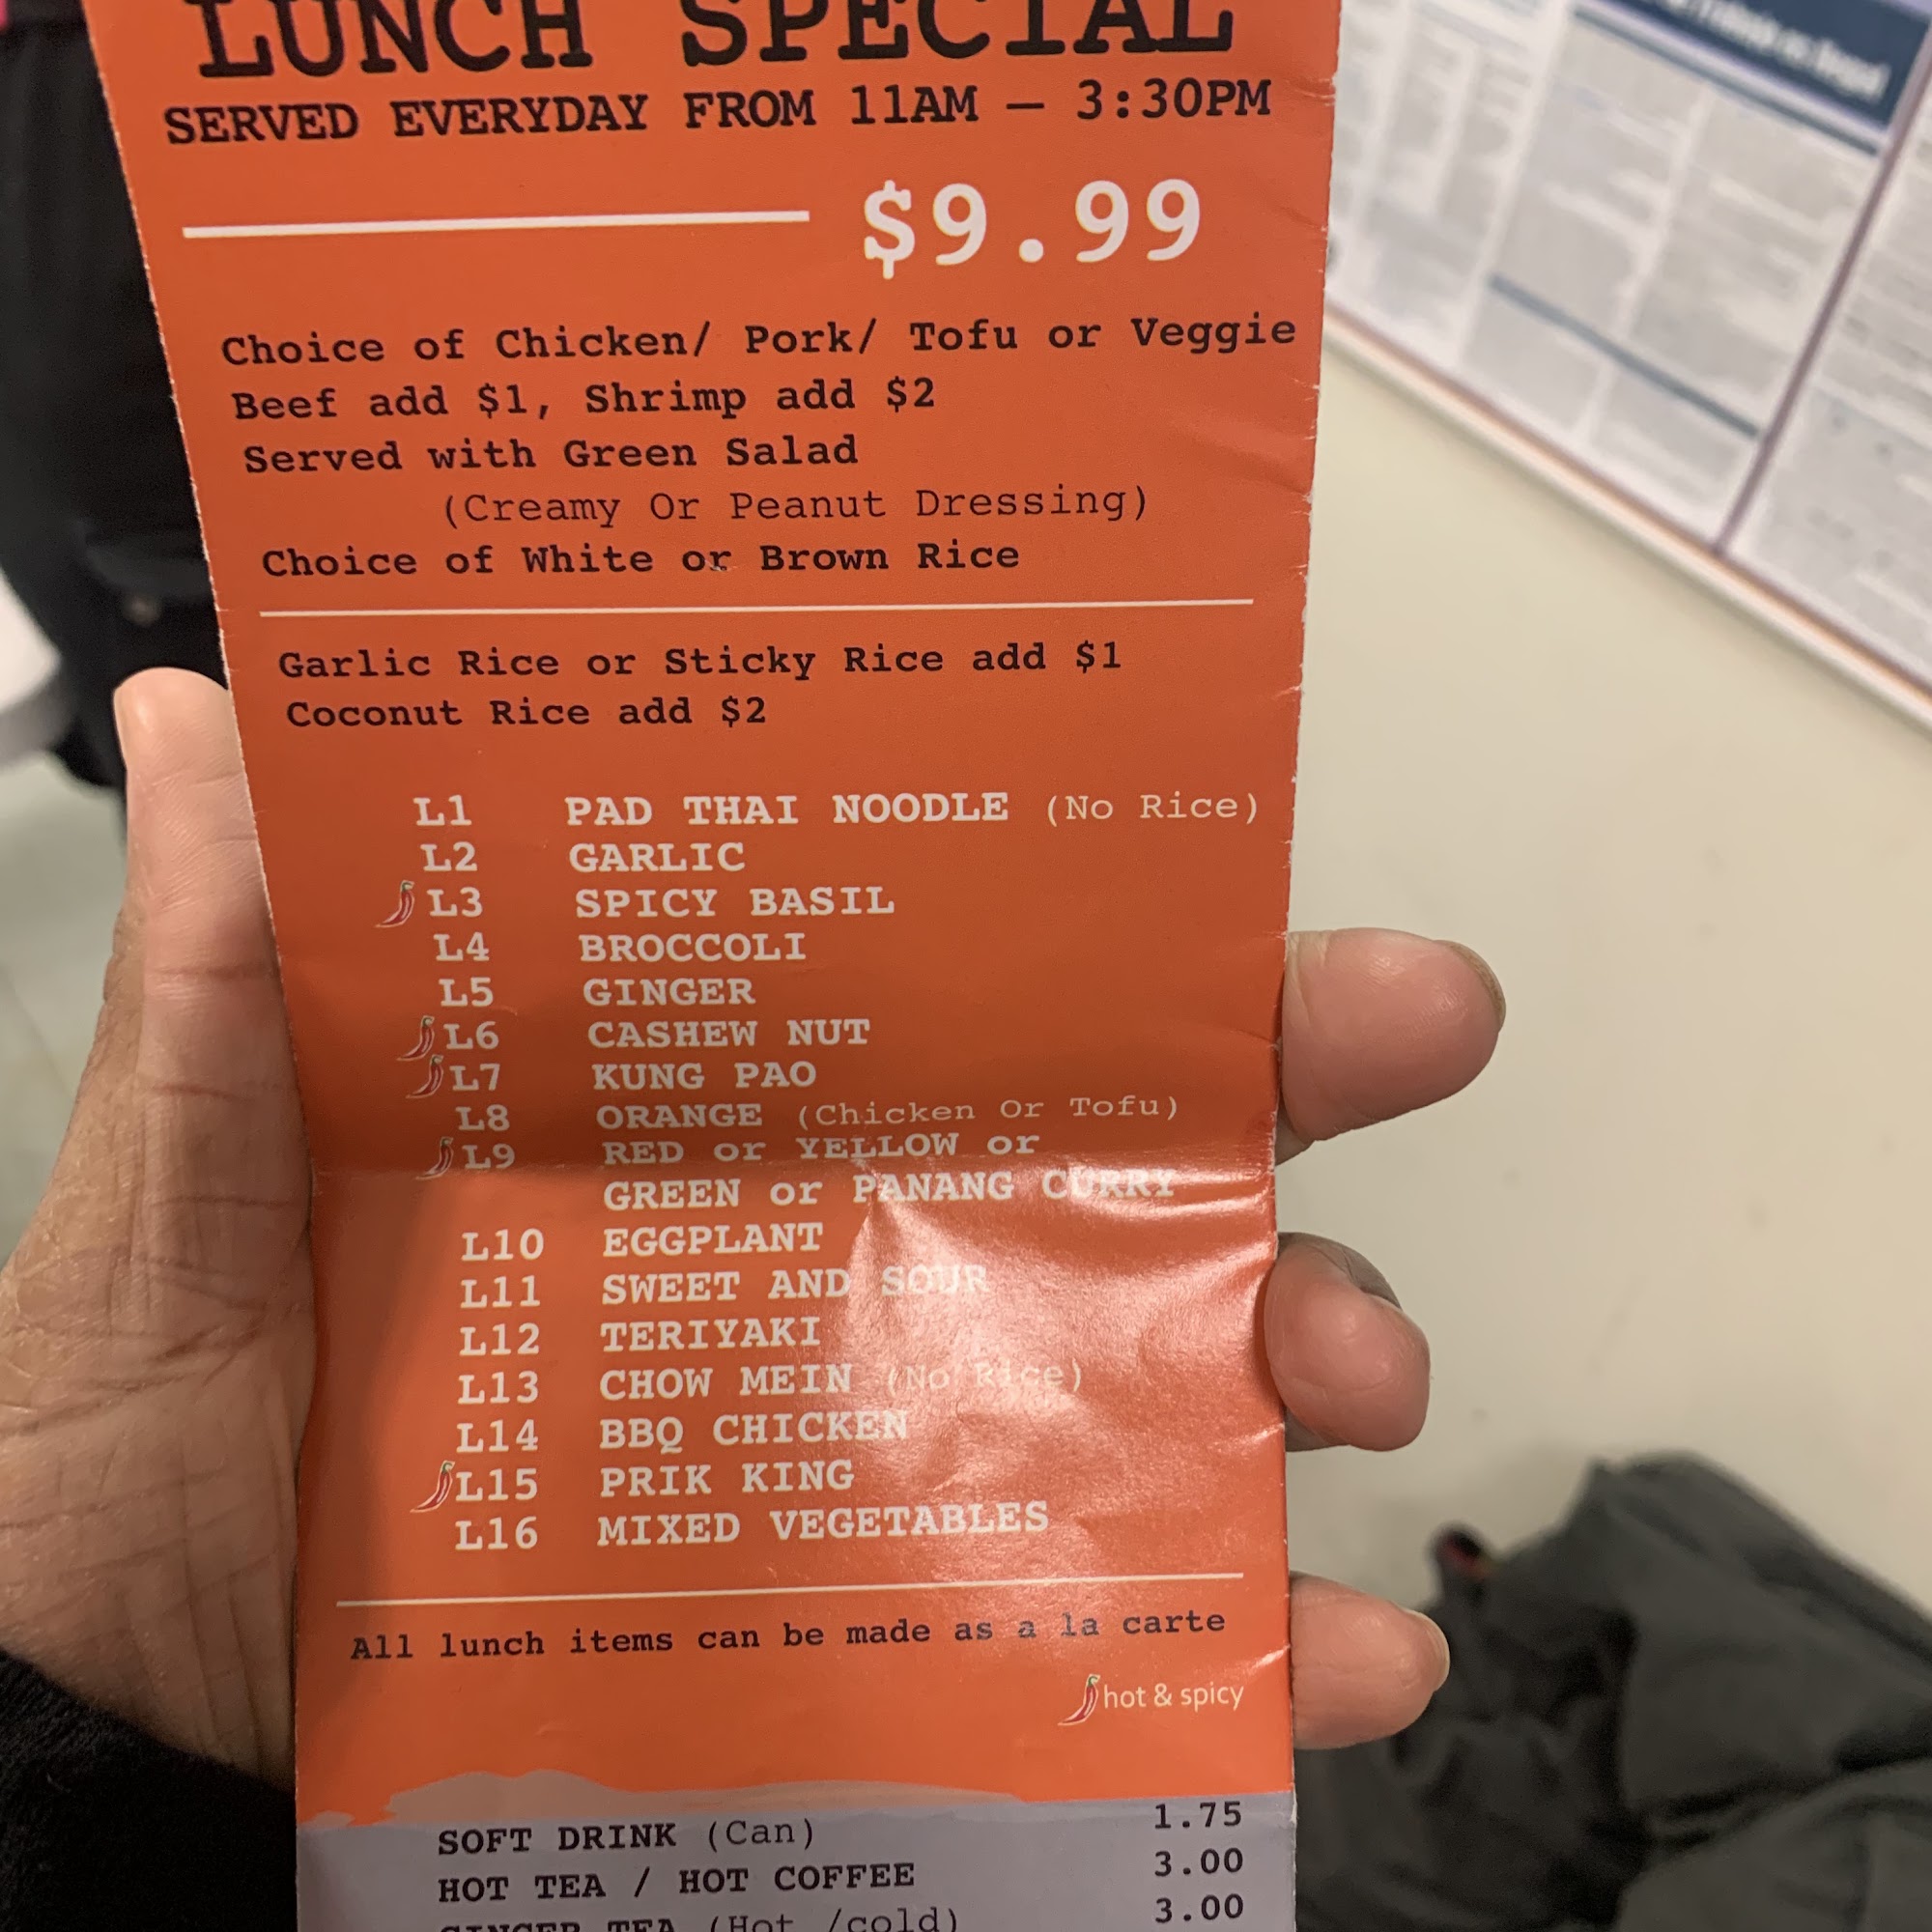 LUNCH SPECIAL
SERVED EVERYDAY FROM 11AM — 3:30PM
$9.99
Choice of Chicken/ Pork/ Tofu or Veggie
Beef add $1, Shrimp add $2
Served with Green Salad
(Creamy Or Peanut Dressing)
Choice of White or Brown Rice
Garlic Rice or Sticky Rice add $1
Coconut Rice add $2
L1 PAD THAI NOODLE (No Rice)
L2 GARLIC
L3 SPICY BASIL
L4 BROCCOLI
L5 GINGER
L6 CASHEW NUT
L7 KUNG PAO
L8 ORANGE (Chicken Or Tofu)
L9 RED or YELLOW or
GREEN or PANANG CURRY
L10 EGGPLANT
L11 SWEET AND SOUR
L12 TERIYAKI
L13 CHOW MEIN (No Rice)
L14 BBQ CHICKEN
L15 PRIK KING
L16 MIXED VEGETABLES
All lunch items can be made as a la carte
hot & spicy
SOFT DRINK (Can) 1.75
HOT TEA / HOT COFFEE 3.00
GINGER TEA (Hot /cold) 3.00